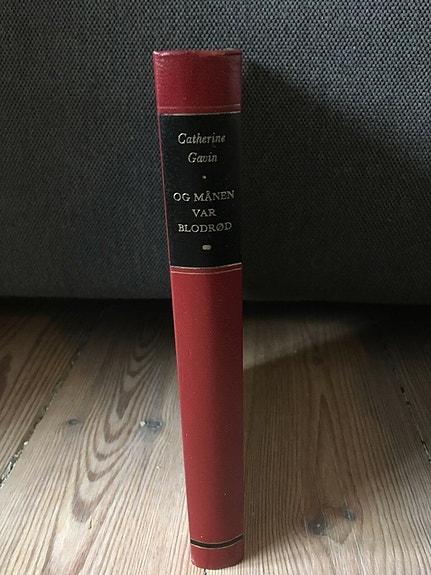 Catherine
Gavin
OG MÅNEN
VAR
BLODRØD